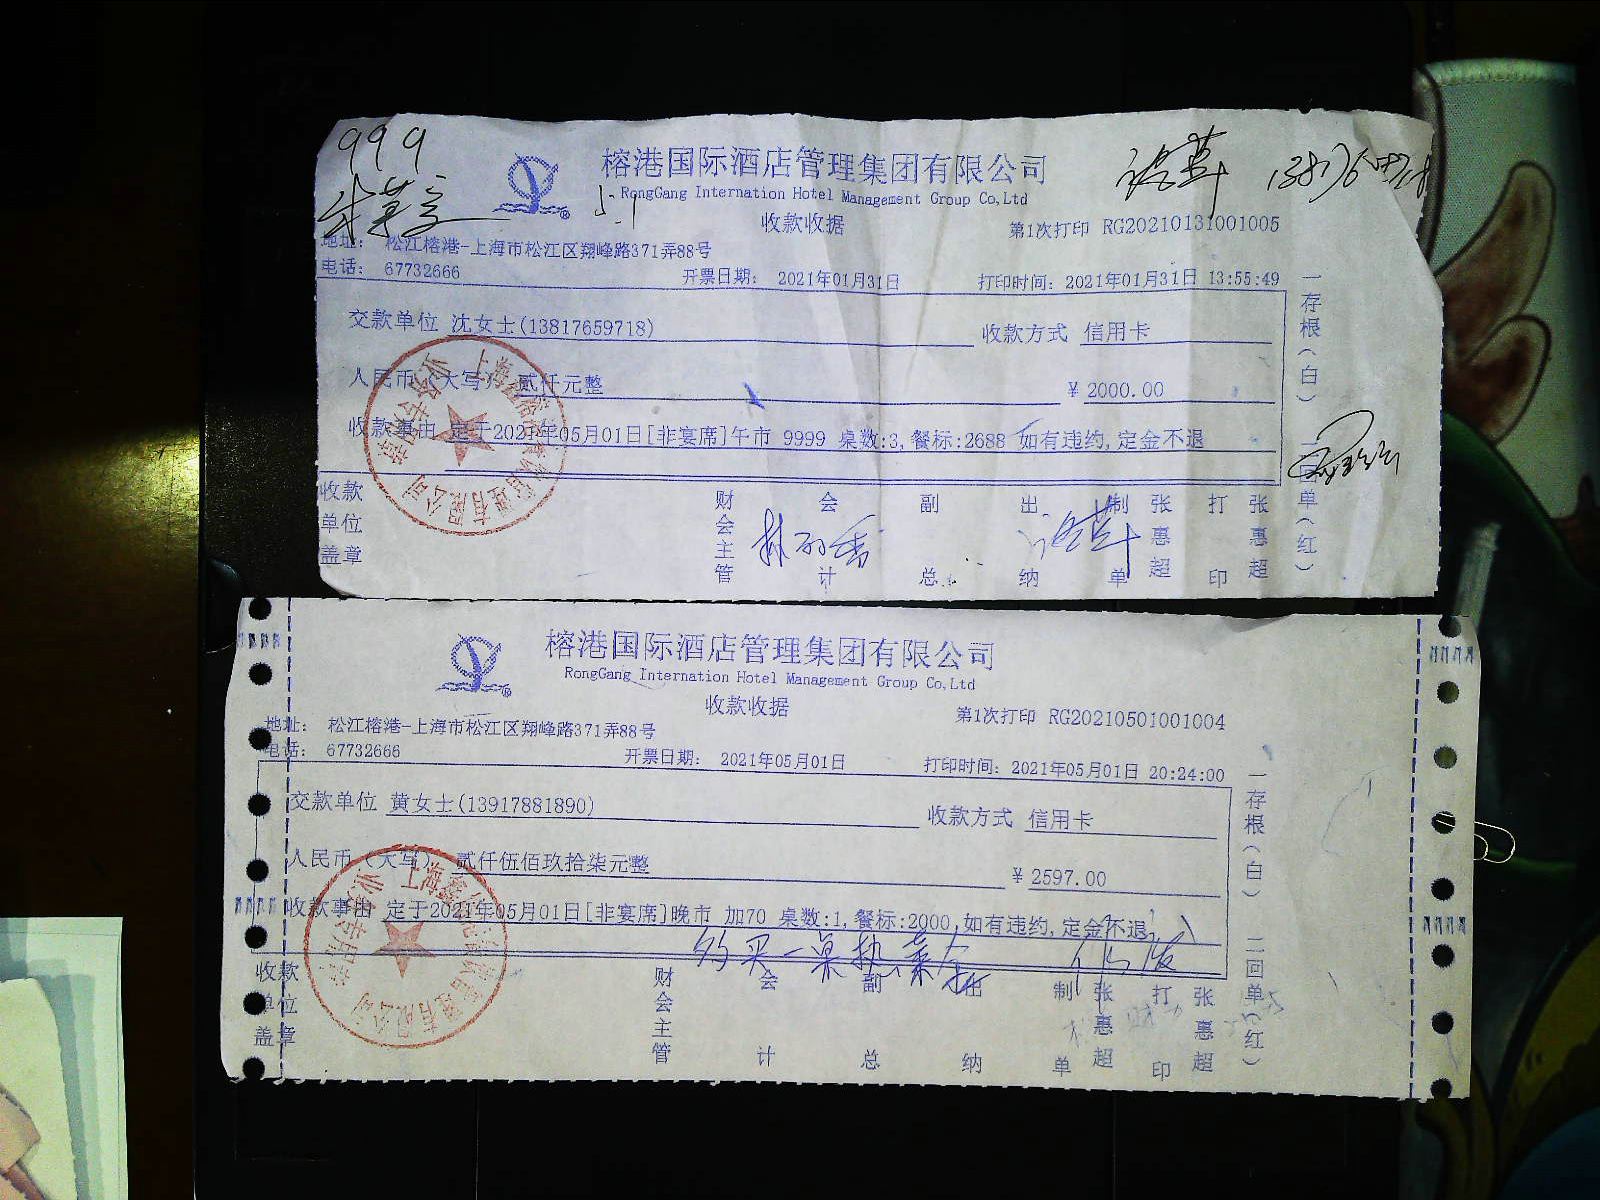 999
榕港国际酒店管理集团有限公司
RongGang Internation Hotel Management Group Co,Ltd
5.1
收款收据
第1次打印 RG20210131001005
地址： 松江榕港-上海市松江区翔峰路371弄88号
电话： 67732666
开票日期： 2021年01月31日
打印时间：2021年01月31日 13:55:49
交款单位 沈女士(13817659718)
收款方式 信用卡
人民币（大写） 贰仟元整
￥ 2000.00
收款事由 定于2021年05月01日[非宴席]午市 9999 桌数:3,餐标:2688 如有违约,定金不退
收款单位盖章
财会主管
会计
副总
出纳
制单
张惠超
打印
张惠超
一存根(白)
二回单(红)
榕港国际酒店管理集团有限公司
RongGang Internation Hotel Management Group Co,Ltd
收款收据
第1次打印 RG20210501001004
地址： 松江榕港-上海市松江区翔峰路371弄88号
电话： 67732666
开票日期： 2021年05月01日
打印时间：2021年05月01日 20:24:00
交款单位 黄女士(13917881890)
收款方式 信用卡
人民币（大写） 贰仟伍佰玖拾柒元整
￥ 2597.00
收款事由 定于2021年05月01日[非宴席]晚市 加70 桌数:1,餐标:2000,如有违约,定金不退
收款单位盖章
财会主管
会计
副总
出纳
制单
张惠超
打印
张惠超
一存根(白)
二回单(红)